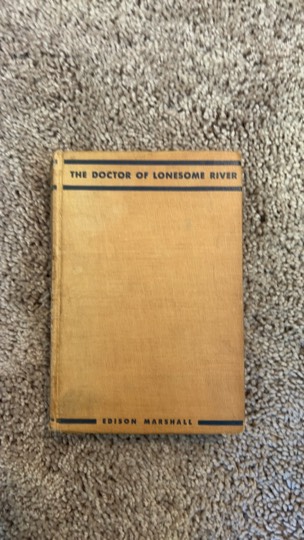 THE DOCTOR OF LONESOME RIVER
EDISON MARSHALL